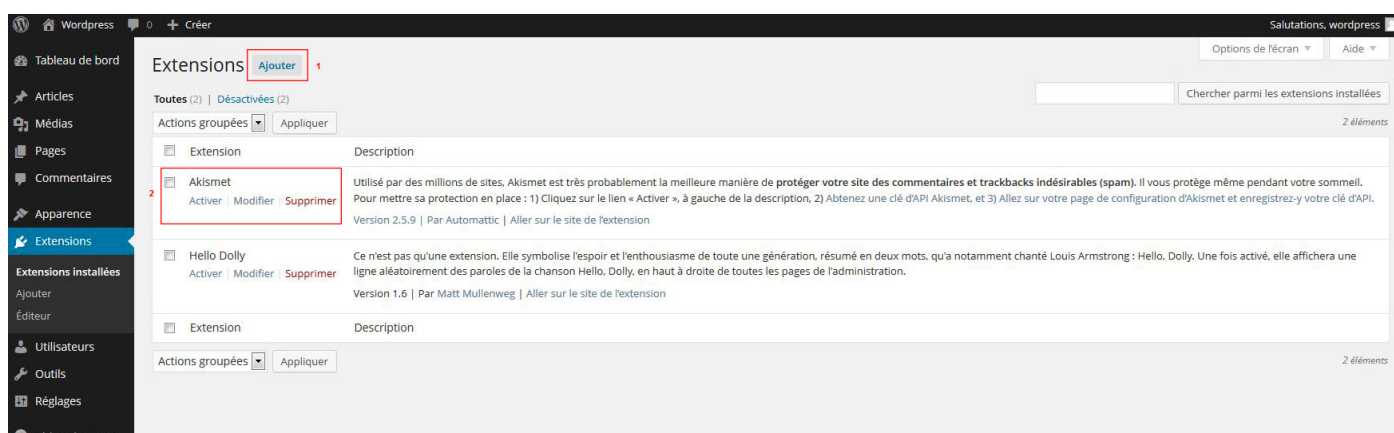 Wordpress 0 + Créer Salutations, wordpress
Options de l'écran Aide
Tableau de bord
Articles
Médias
Pages
Commentaires
Apparence
Extensions
Extensions installées
Ajouter
Éditeur
Utilisateurs
Outils
Réglages
Extensions Ajouter 1
Toutes (2) | Désactivées (2)
Chercher parmi les extensions installées
Actions groupées Appliquer
2 éléments
Extension Description
2
Akismet
Activer | Modifier | Supprimer
Utilisé par des millions de sites, Akismet est très probablement la meilleure manière de protéger votre site des commentaires et trackbacks indésirables (spam). Il vous protège même pendant votre sommeil.
Pour mettre sa protection en place : 1) Cliquez sur le lien « Activer », à gauche de la description, 2) Abtenez une clé d'API Akismet, et 3) Allez sur votre page de configuration d'Akismet et enregistrez-y votre clé d'API.
Version 2.5.9 | Par Automattic | Aller sur le site de l'extension
Hello Dolly
Activer | Modifier | Supprimer
Ce n'est pas qu'une extension. Elle symbolise l'espoir et l'enthousiasme de toute une génération, résumé en deux mots, qu'a notamment chanté Louis Armstrong : Hello, Dolly. Une fois activé, elle affichera une
ligne aléatoirement des paroles de la chanson Hello, Dolly, en haut à droite de toutes les pages de l'administration.
Version 1.6 | Par Matt Mullenweg | Aller sur le site de l'extension
Extension Description
Actions groupées Appliquer
2 éléments